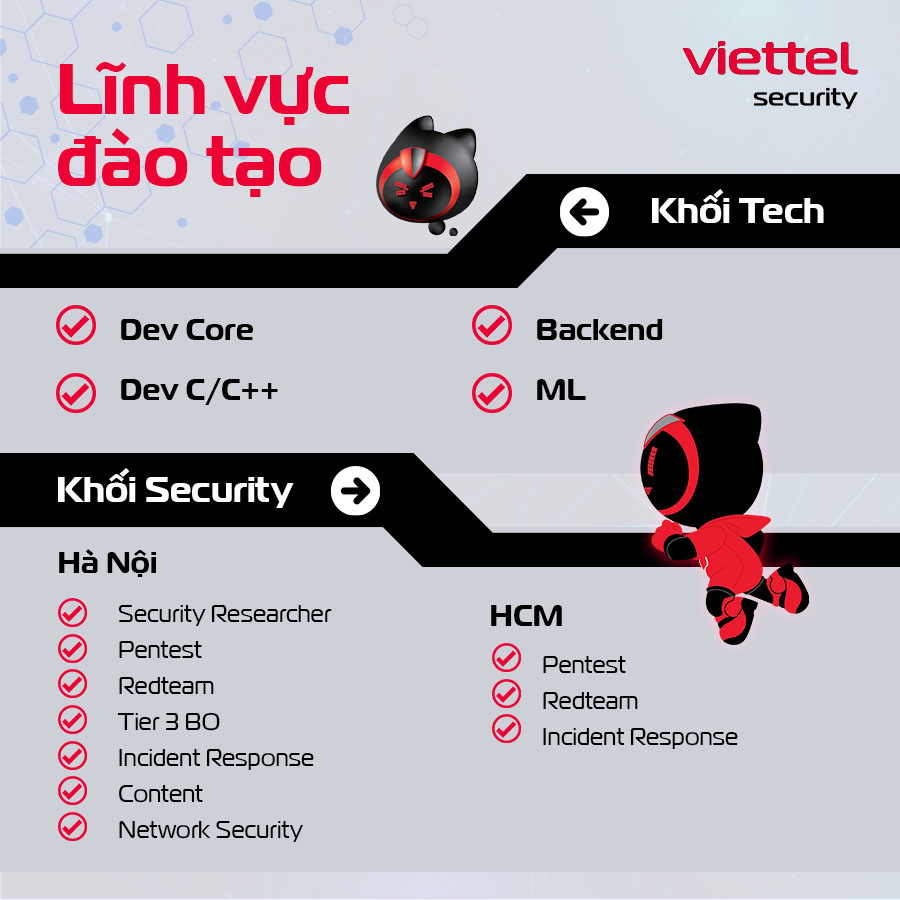 Lĩnh vực
đào tạo
viettel
security
Khối Tech
Dev Core
Backend
Dev C/C++
ML
Khối Security
Hà Nội
Security Researcher
Pentest
Redteam
Tier 3 BO
Incident Response
Content
Network Security
HCM
Pentest
Redteam
Incident Response